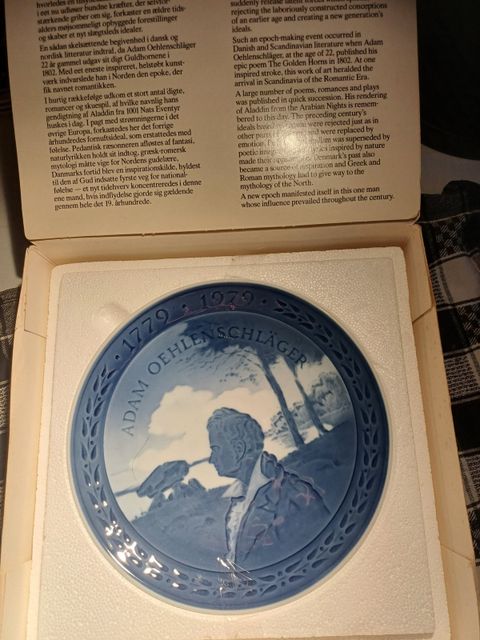 en ny udløser bundne kræfter, der selvfor-
stærkende griber om sig, forkaster en ældre tids
møjsommeligt opbyggede forestillinger
og skaber et nyt slægtsleds idealer.
En sådan skelsættende begivenhed i dansk og
nordisk litteratur indtraf, da Adam Oehlenschläger
22 år gammel udgav sit digt Guldhornene i
1802. Med eet eneste inspireret, helstøbt kunst-
værk indvarslede han i Norden den epoke, der
fik navnet romantikken.
I hurtig rækkefølge udkom et stort antal digte,
romancer og skuespil, af hvilke navnlig hans
gendigtning af Aladdin fra 1001 Nats Eventyr
huskes i dag. I pagt med strømningerne i det
øvrige Europa, forkastedes her det forrige
århundredes fornuftsideal, som erstattedes med
følelse. Pedantisk ræsonneren afløstes af fantasi,
naturlyrikken holdt sit indtog, græsk-romersk
mytologi måtte vige for Nordens gudelære,
Danmarks fortid blev en inspirationskilde, hyldest
til den af Gud indsatte fyrste veg for national-
følelse — et nyt tidehverv koncentreredes i denne
ene mand, hvis indflydelse gjorde sig gældende
gennem hele det 19. århundrede.
suddenly release latent forces
rejecting the laboriously constructed conceptions
of an earlier age and creating a new generation's
ideals.
Such an epoch-making event occurred in
Danish and Scandinavian literature when Adam
Oehlenschläger, at the age of 22, published his
epic poem The Golden Horns in 1802. At one
inspired stroke, this work of art heralded the
arrival in Scandinavia of the Romantic Era.
A large number of poems, romances and plays
was published in quick succession. His rendering
of Aladdin from the Arabian Nights is remem-
bered to this day. The preceding century's
ideals were rejected just as in
other parts and were replaced by
emotion. was superseded by
poetic imag inspired by nature
made their Denmark's past also
became a source of inspiration and Greek and
Roman mythology had to give way to the
mythology of the North.
A new epoch manifested itself in this one man
whose influence prevailed throughout the century.
· 1779 · 1979 ·
ADAM OEHLENSCHLÄGER